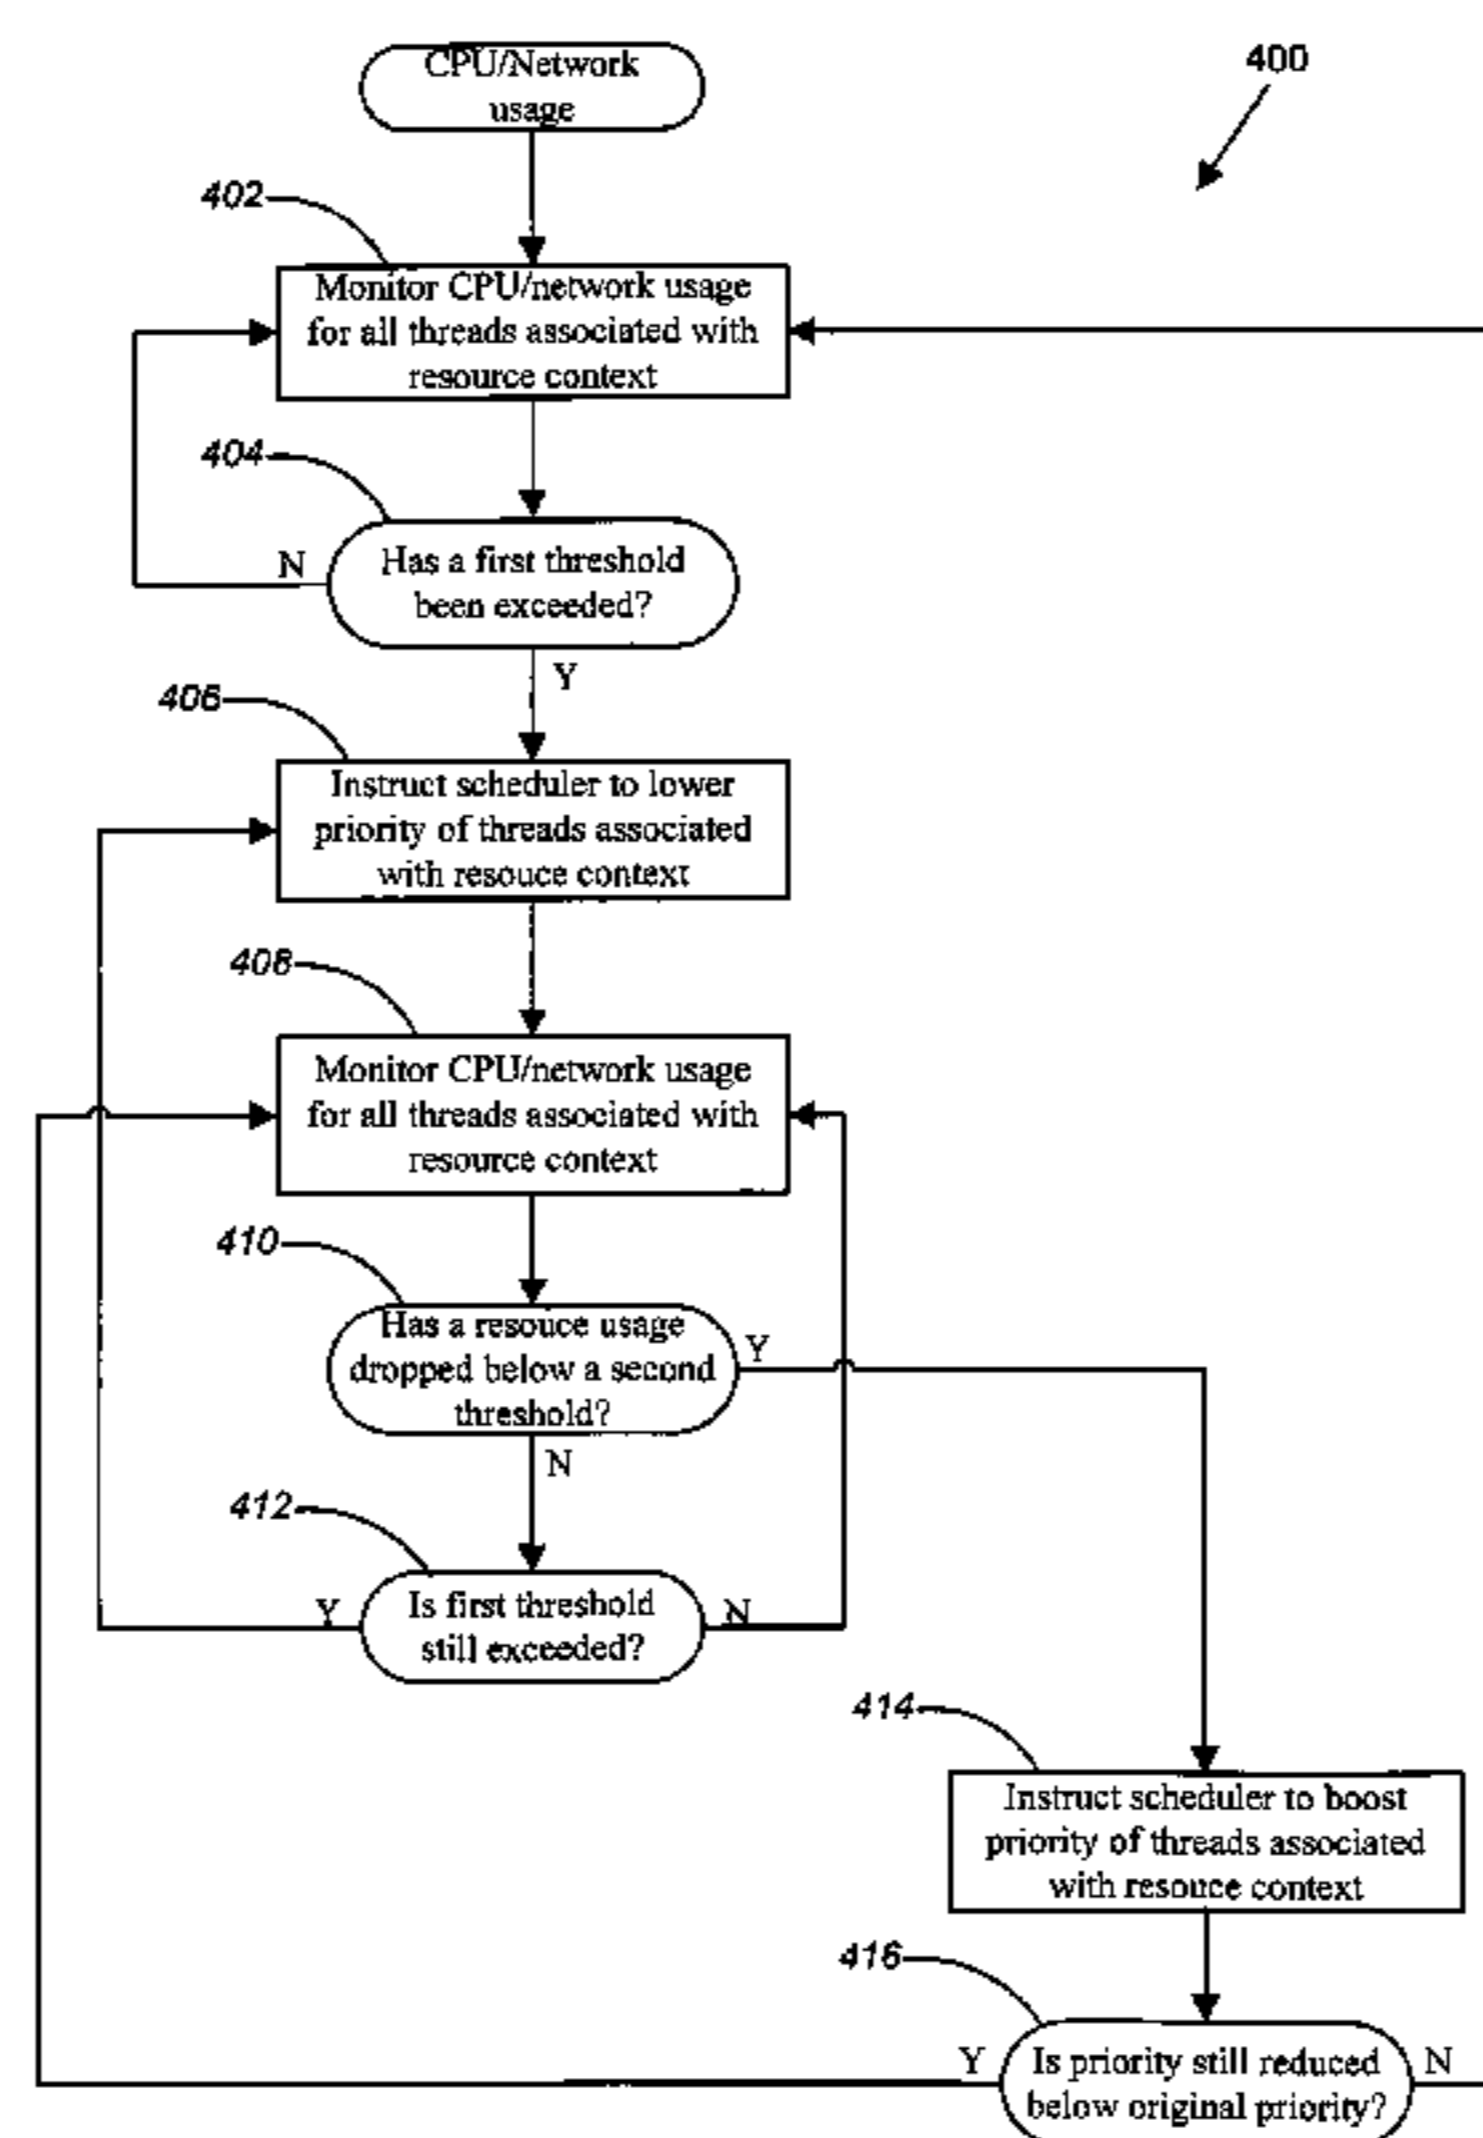 CPU/Network
usage
400
402
Monitor CPU/network usage
for all threads associated with
resource context
404
Has a first threshold
been exceeded?
N
Y
406
Instruct scheduler to lower
priority of threads associated
with resouce context
408
Monitor CPU/network usage
for all threads associated with
resource context
410
Has a resouce usage
dropped below a second
threshold?
Y
N
412
Is first threshold
still exceeded?
Y
N
414
Instruct scheduler to boost
priority of threads associated
with resouce context
416
Is priority still reduced
below original priority?
Y
N